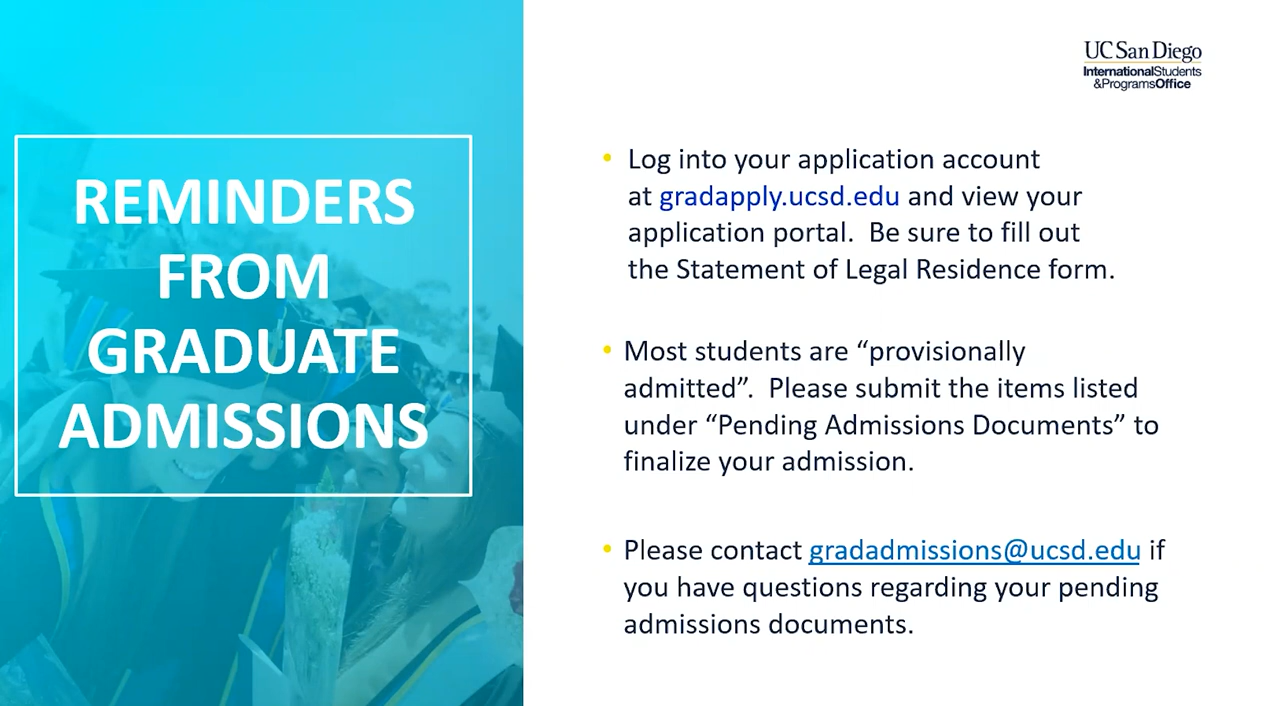 UC San Diego
InternationalStudents
&ProgramsOffice
REMINDERS
FROM
GRADUATE
ADMISSIONS
• Log into your application account
at gradapply.ucsd.edu and view your
application portal.  Be sure to fill out
the Statement of Legal Residence form.
• Most students are “provisionally
admitted”.  Please submit the items listed
under “Pending Admissions Documents” to
finalize your admission.
• Please contact gradadmissions@ucsd.edu if
you have questions regarding your pending
admissions documents.